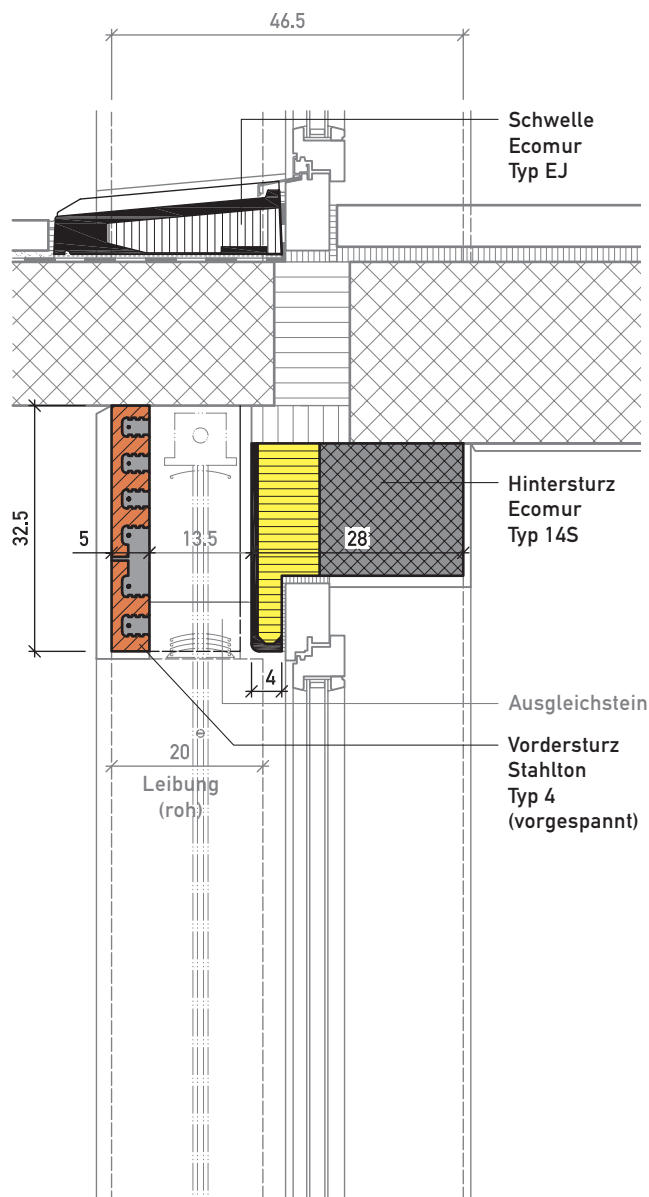 46.5
Schwelle
Ecomur
Typ EJ
32.5
5
13.5
28
Hintersturz
Ecomur
Typ 14S
4
Ausgleichstein
20
Leibung
(roh)
Vordersturz
Stahlton
Typ 4
(vorgespannt)